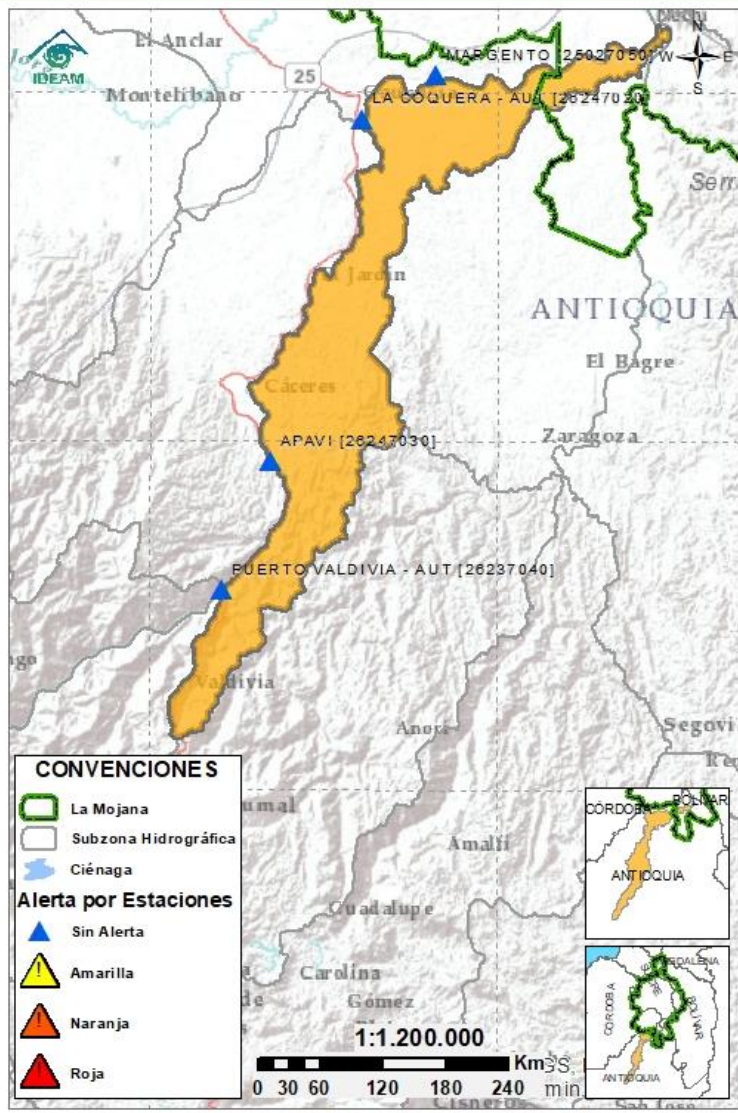 IDEAM
El Anclar
Montelíbano
25
MARGENTO [25027050]
N
W E
S
LA COQUERA - AUT [26247020]
El Jardín
ANTIOQUIA
El Bagre
Cáceres
Zaragoza
APAVI [26247030]
PUERTO VALDIVIA - AUT [26237040]
Valdivia
Anorí
Amalfi
Guadalupe
Carolina
Gómez
Cisneros
CONVENCIONES
La Mojana
Subzona Hidrográfica
Ciénaga
Alerta por Estaciones
Sin Alerta
Amarilla
Naranja
Roja
1:1.200.000
Km
0 30 60 120 180 240
CÓRDOBA
BOLÍVAR
ANTIOQUIA
CÓRDOBA
SUCRE
BOLÍVAR
ANTIOQUIA